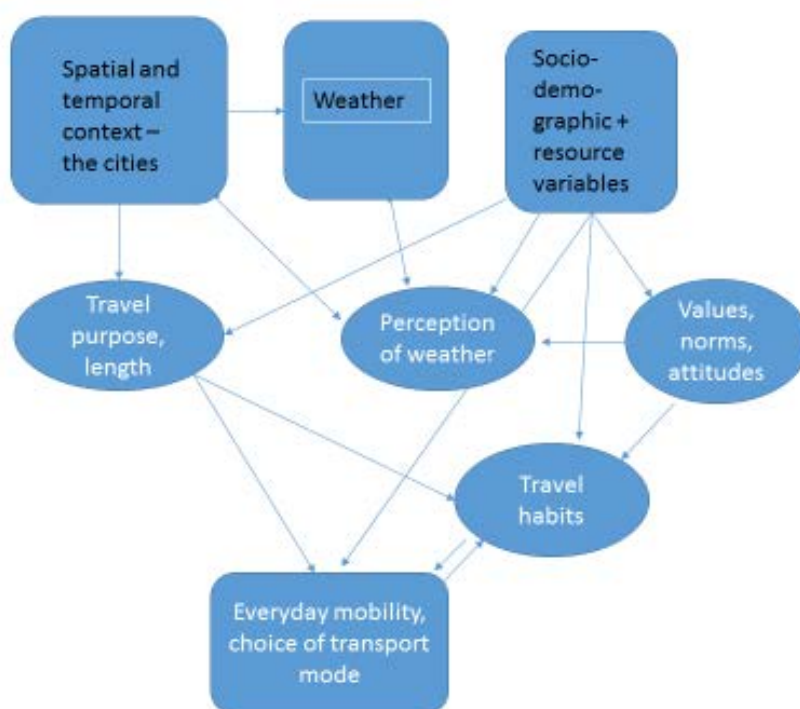 Spatial and
temporal
context –
the cities
Weather
Socio-
demo-
graphic +
resource
variables
Travel
purpose,
length
Perception
of weather
Values,
norms,
attitudes
Travel
habits
Everyday mobility,
choice of transport
mode